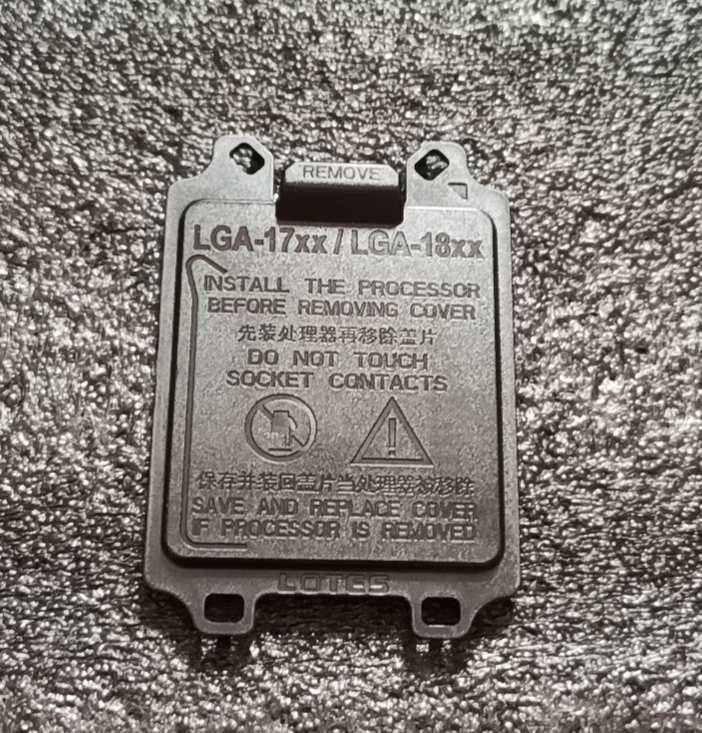 REMOVE
LGA-17xx / LGA-18xx
INSTALL THE PROCESSOR
BEFORE REMOVING COVER
先装处理器再移除盖片
DO NOT TOUCH
SOCKET CONTACTS
!
保存并装回盖片当处理器被移除
SAVE AND REPLACE COVER
IF PROCESSOR IS REMOVED
LOTES